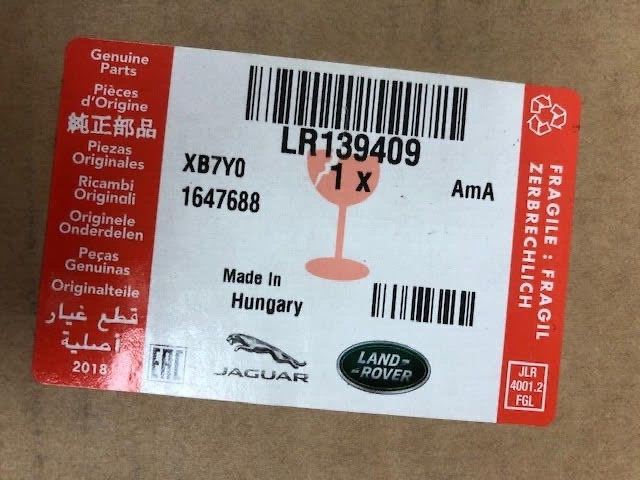 Genuine
Parts
Pièces
d'Origine
純正部品
Piezas
Originales
Ricambi
Originali
Originele
Onderdelen
Peças
Genuinas
Originalteile
قطع غيار
أصلية
2018
LR139409
1 x
XB7Y0
1647688
AmA
Made In
Hungary
EAC
JAGUAR
LAND-
-ROVER
FRAGILE : FRAGIL
ZERBRECHLICH
JLR
4001.2
FGL